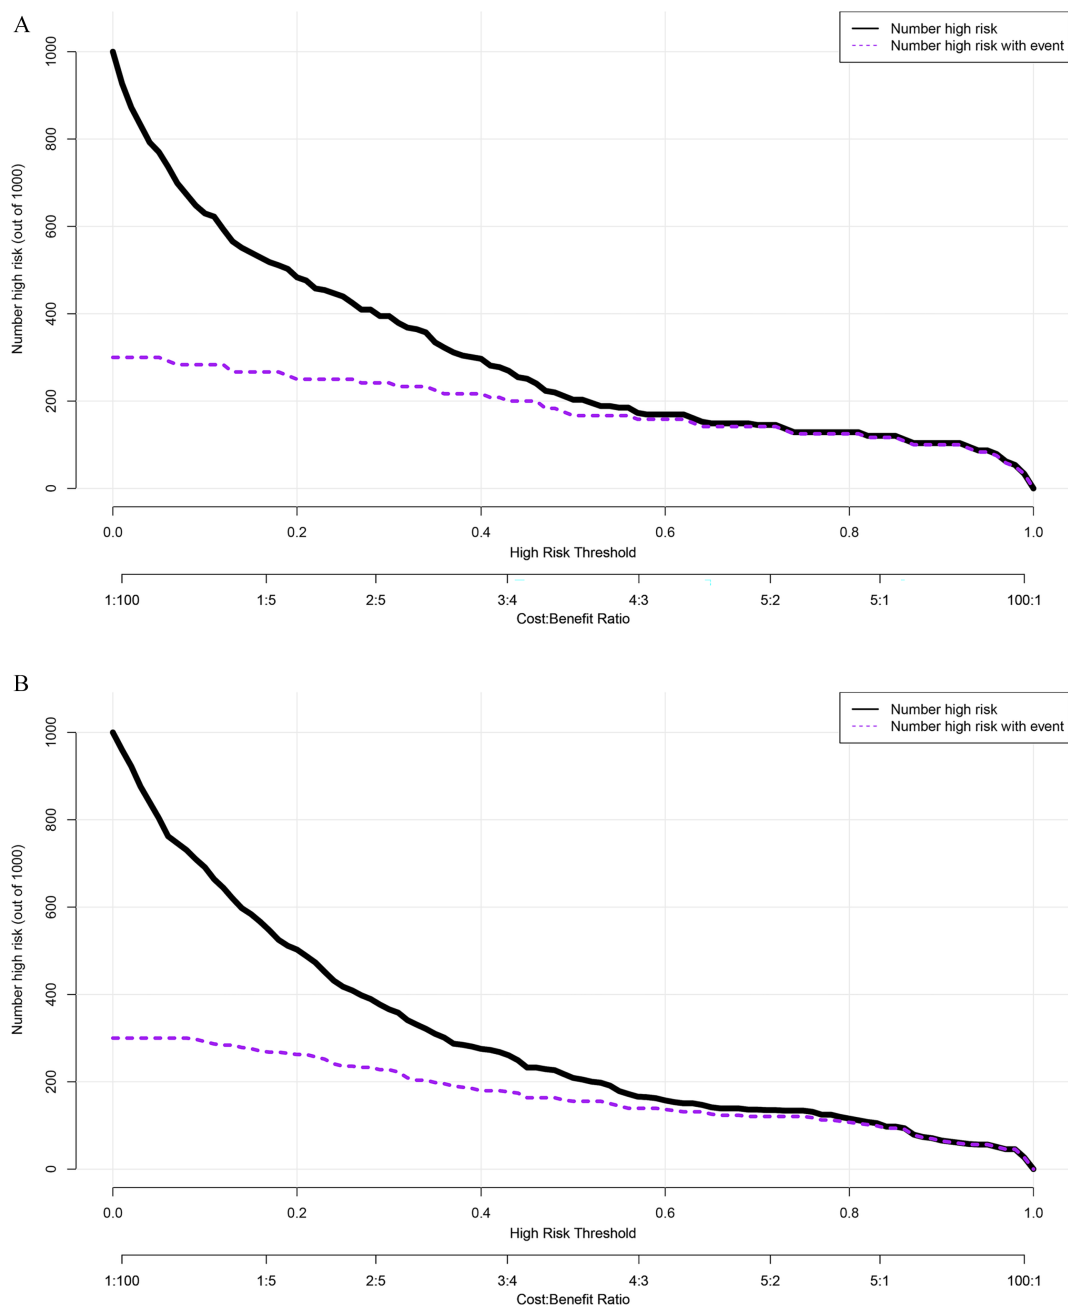 A
Number high risk
Number high risk with event
Number high risk (out of 1000)
1000
800
600
400
200
0
0.0 0.2 0.4 0.6 0.8 1.0
High Risk Threshold
1:100 1:5 2:5 3:4 4:3 5:2 5:1 100:1
Cost:Benefit Ratio
B
Number high risk
Number high risk with event
Number high risk (out of 1000)
1000
800
600
400
200
0
0.0 0.2 0.4 0.6 0.8 1.0
High Risk Threshold
1:100 1:5 2:5 3:4 4:3 5:2 5:1 100:1
Cost:Benefit Ratio